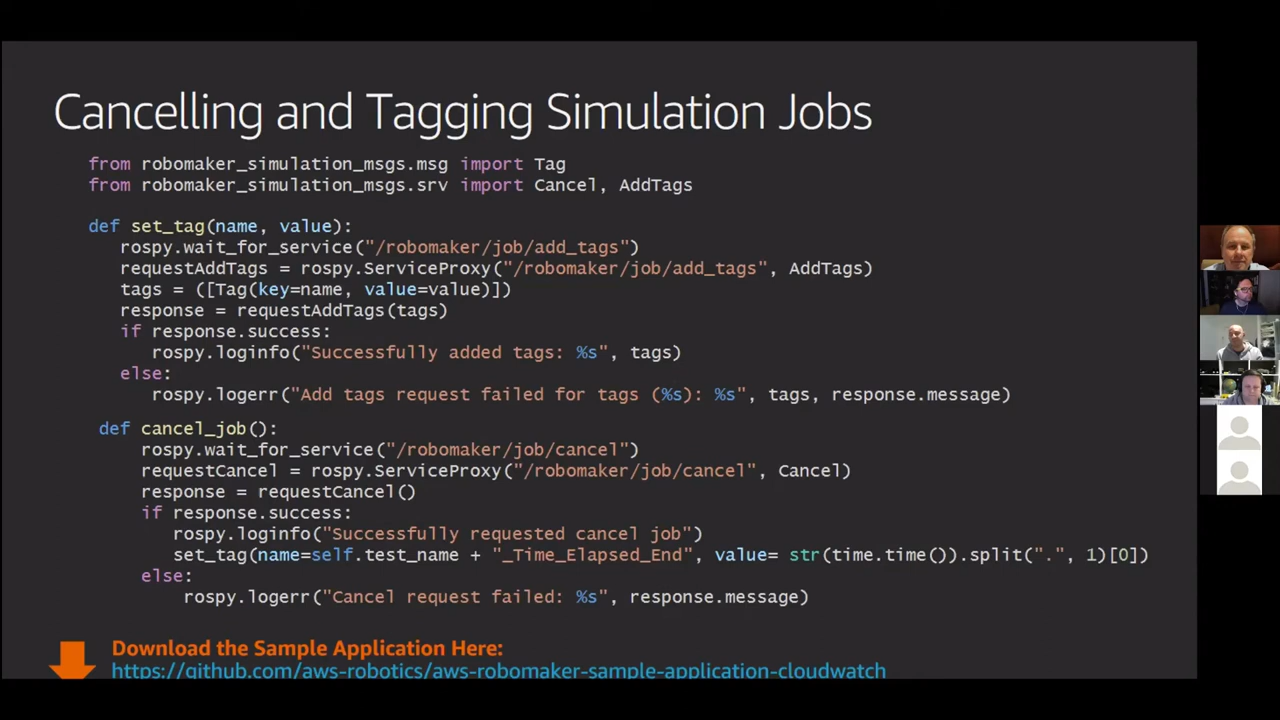 Cancelling and Tagging Simulation Jobs
from robomaker_simulation_msgs.msg import Tag
from robomaker_simulation_msgs.srv import Cancel, AddTags
def set_tag(name, value):
rospy.wait_for_service("/robomaker/job/add_tags")
requestAddTags = rospy.ServiceProxy("/robomaker/job/add_tags", AddTags)
tags = ([Tag(key=name, value=value)])
response = requestAddTags(tags)
if response.success:
rospy.loginfo("Successfully added tags: %s", tags)
else:
rospy.logerr("Add tags request failed for tags (%s): %s", tags, response.message)
def cancel_job():
rospy.wait_for_service("/robomaker/job/cancel")
requestCancel = rospy.ServiceProxy("/robomaker/job/cancel", Cancel)
response = requestCancel()
if response.success:
rospy.loginfo("Successfully requested cancel job")
set_tag(name=self.test_name + "_Time_Elapsed_End", value= str(time.time()).split(".", 1)[0])
else:
rospy.logerr("Cancel request failed: %s", response.message)
Download the Sample Application Here:
https://github.com/aws-robotics/aws-robomaker-sample-application-cloudwatch